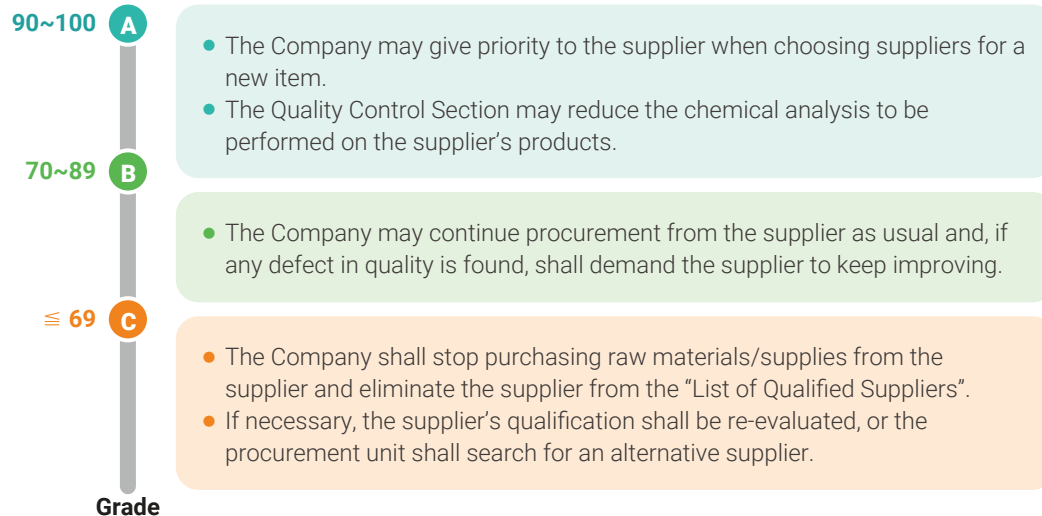 90~100 A
● The Company may give priority to the supplier when choosing suppliers for a
new item.
● The Quality Control Section may reduce the chemical analysis to be
performed on the supplier’s products.
70~89 B
● The Company may continue procurement from the supplier as usual and, if
any defect in quality is found, shall demand the supplier to keep improving.
≦ 69 C
● The Company shall stop purchasing raw materials/supplies from the
supplier and eliminate the supplier from the “List of Qualified Suppliers”.
● If necessary, the supplier’s qualification shall be re-evaluated, or the
procurement unit shall search for an alternative supplier.
Grade